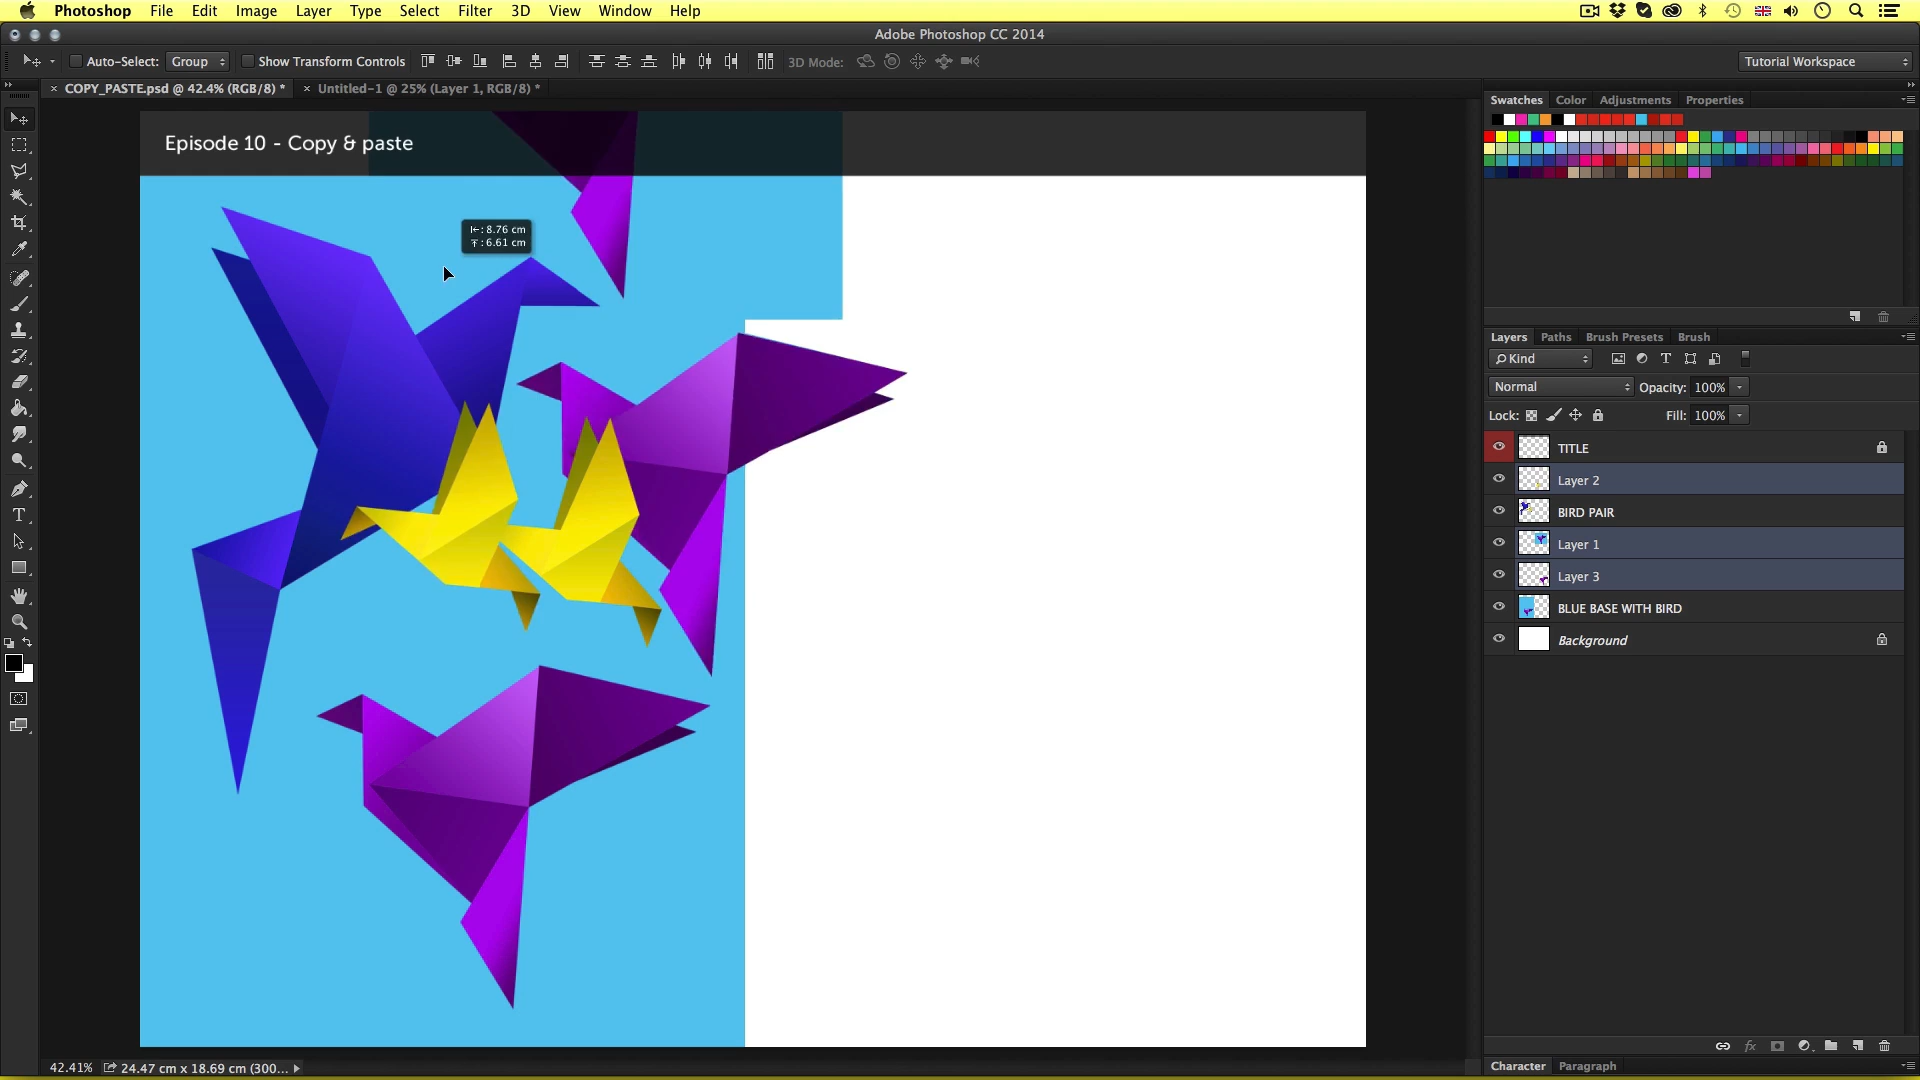 Photoshop File Edit Image Layer Type Select Filter 3D View Window Help
Adobe Photoshop CC 2014
Auto-Select: Group Show Transform Controls 3D Mode: Tutorial Workspace
COPY_PASTE.psd @ 42.4% (RGB/8) * Untitled-1 @ 25% (Layer 1, RGB/8) *
Swatches Color Adjustments Properties
Episode 10 - Copy & paste
: 8.76 cm
: 6.61 cm
Layers Paths Brush Presets Brush
Kind
Normal Opacity: 100%
Lock: Fill: 100%
TITLE
Layer 2
BIRD PAIR
Layer 1
Layer 3
BLUE BASE WITH BIRD
Background
42.41% 24.47 cm x 18.69 cm (300...
Character Paragraph